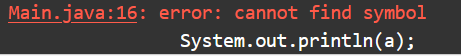 Main.java:16: error: cannot find symbol
System.out.println(a);